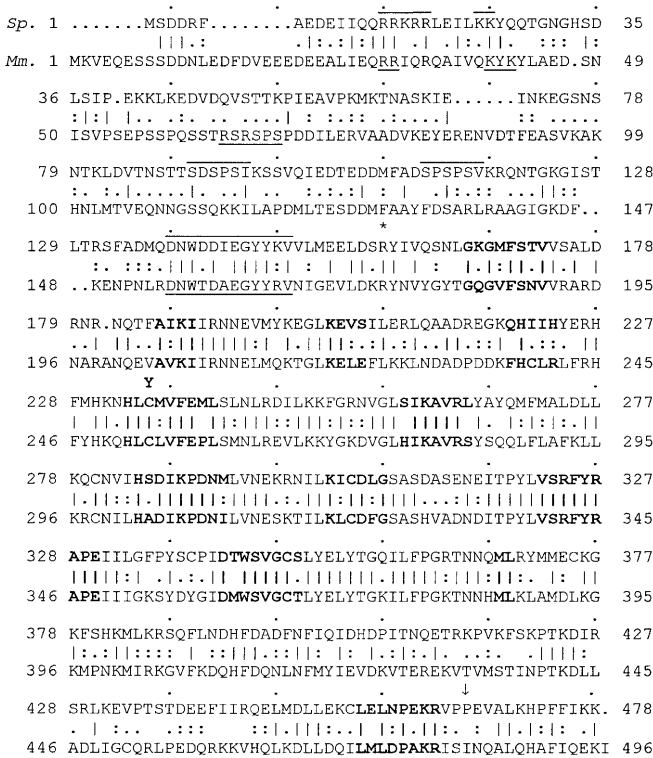 Sp. 1 .......MSDDRF.......AEDEIIQQRRKRRLEILKKYQQTGNGHSD 35
Mm. 1 MKVEQESSSDDNLEDFDVEEEDEEALIEQRRIQRQAIVQKYKYLAED.SN 49
36 LSIP.EKKLKEDVDQVSTTKPIEAVPKMKTNASKIE......INKEGSNS 78
50 ISVPSEPSSPQSSTRSRSPSPDDILERVAADVKEYERENVDTFEASVKAK 99
79 NTKLDVTNSTTSDSPSIKSSVQIEDTEDDMFADSPSPSVKRQNTGKGIST 128
100 HNLMTVEQNNGSSQKKILAPDMLTESDDMFAAYFDSARLRAAGIGKDF.. 147
*
129 LTRSFADMQDNWDDIEGYYKVVLMEELDSRYIVQSNLGKGMFSTVVSALD 178
148 ..KENPNLRDNWTDAEGYYRVNIGEVLDKRYNVYGYTGQGVFSNVVRARD 195
179 RNR.NQTFAIKIIRNNEVMYKEGLKEVSILERLQAADREGKQHIIHYERH 227
196 NARANQEVAVKIIRNNELMQKTGLKELEFLKKLNDADPDDKFHCLRLFRH 245
Y
228 FMHKNHLCMVFEMLSLNLRDILKKFGRNVGLSIKAVRLYAYQMFMALDLL 277
246 FYHKQHLCLVFEPLSMNLREVLKKYGKDVGLHIKAVRSYSQQLFLAFKLL 295
278 KQCNVIHSDIKPDNMLVNEKRNILKICDLGSASDASENEITPYLVSRFYR 327
296 KRCNILHADIKPDNILVNESKTILKLCDFGSASHVADNDITPYLVSRFYR 345
328 APEIILGFPYSCPIDTWSVGCSLYELYTGQILFPGRTNNQMLRYMMECKG 377
346 APEIIIGKSYDYGIDMWSVGCTLYELYTGKILFPGKTNNHMLKLAMDLKG 395
378 KFSHKMLKRSQFLNDHFDADFNFIQIDHDPITNQETRKPVKFSKPTKDIR 427
396 KMPNKMIRKGVFKDQHFDQNLNFMYIEVDKVTEREKVTVMSTINPTKDLL 445
↓
428 SRLKEVPTSTDEEFIIRQELMDLLEKCLELNPEKRVPPEVALKHPFFIKK. 478
446 ADLIGCQRLPEDQRKKVHQLKDLLDQILMLDPAKRISINQALQHAFIQEKI 496